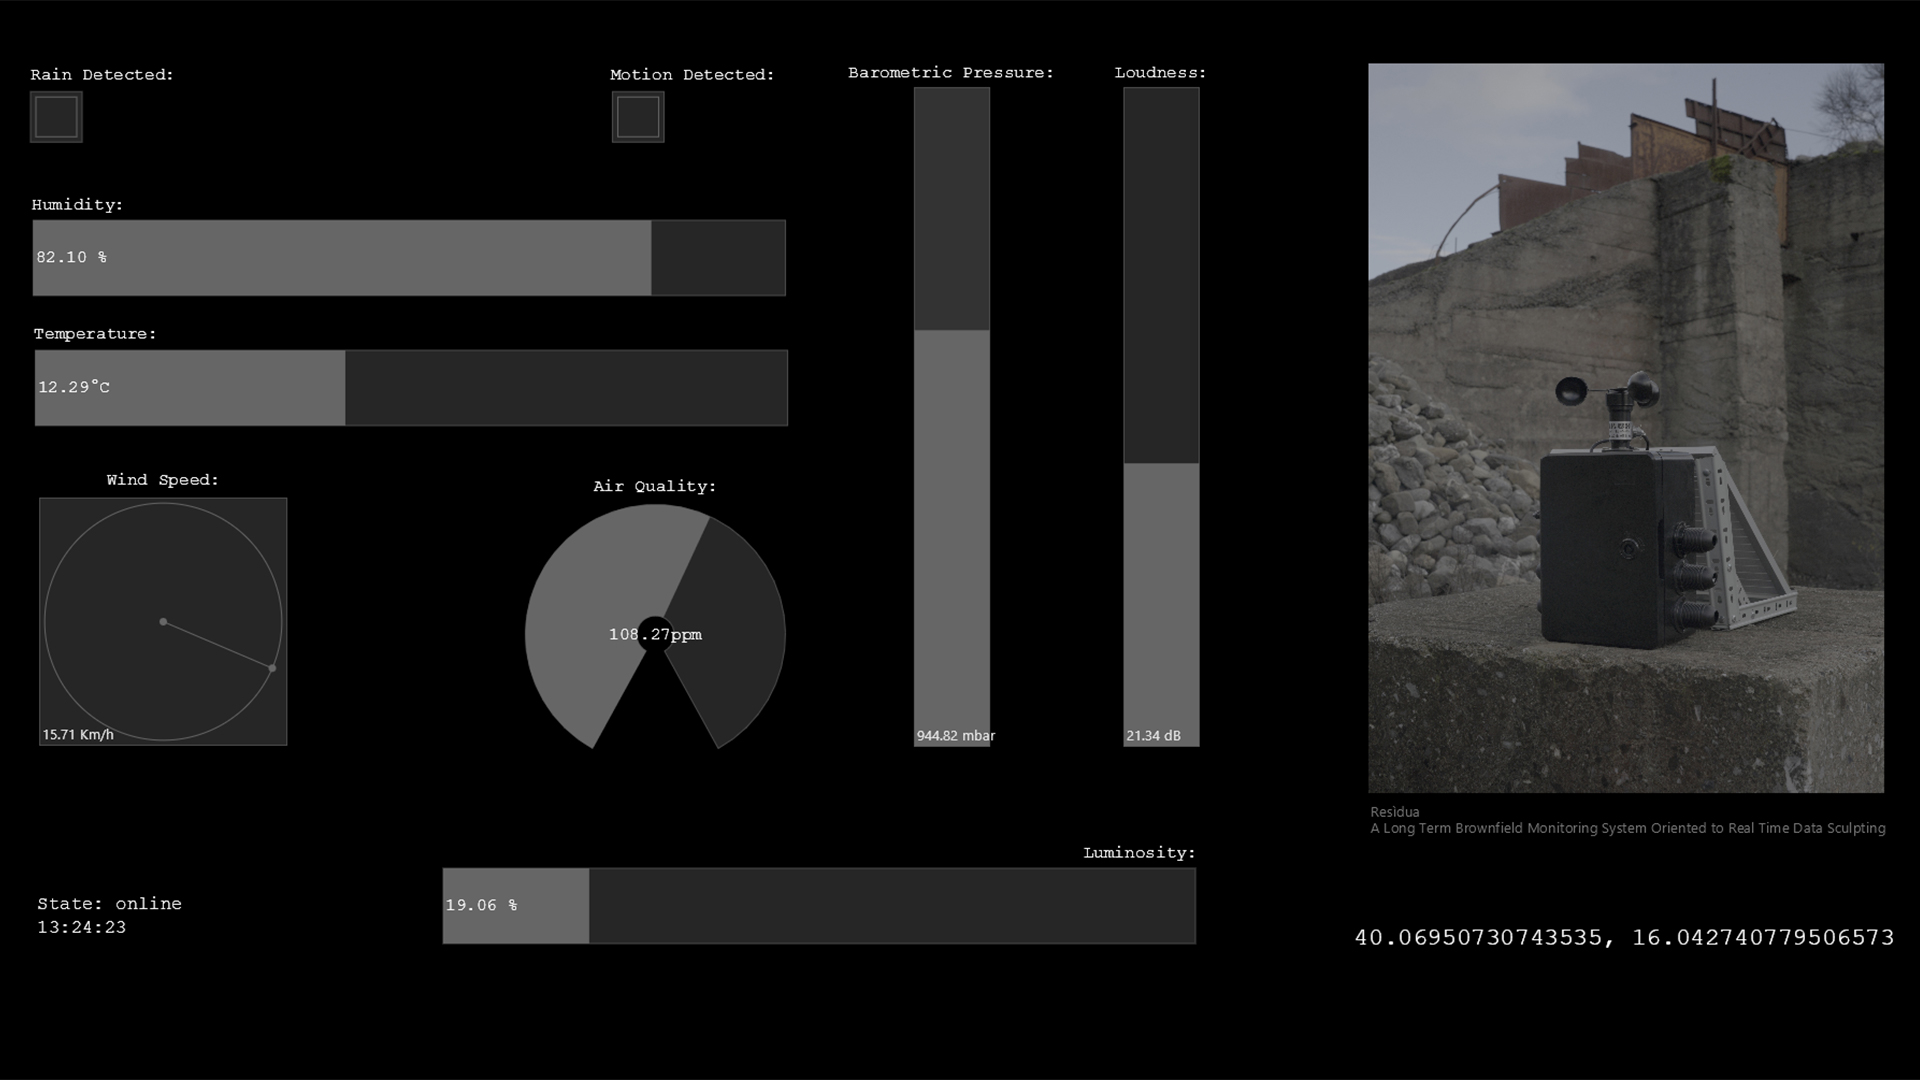 Rain Detected:
Motion Detected:
Barometric Pressure:
Loudness:
Humidity:
82.10 %
Temperature:
12.29°C
Wind Speed:
15.71 Km/h
Air Quality:
108.27ppm
944.82 mbar
21.34 dB
Resìdua
A Long Term Brownfield Monitoring System Oriented to Real Time Data Sculpting
Luminosity:
19.06 %
State: online
13:24:23
40.06950730743535, 16.042740779506573